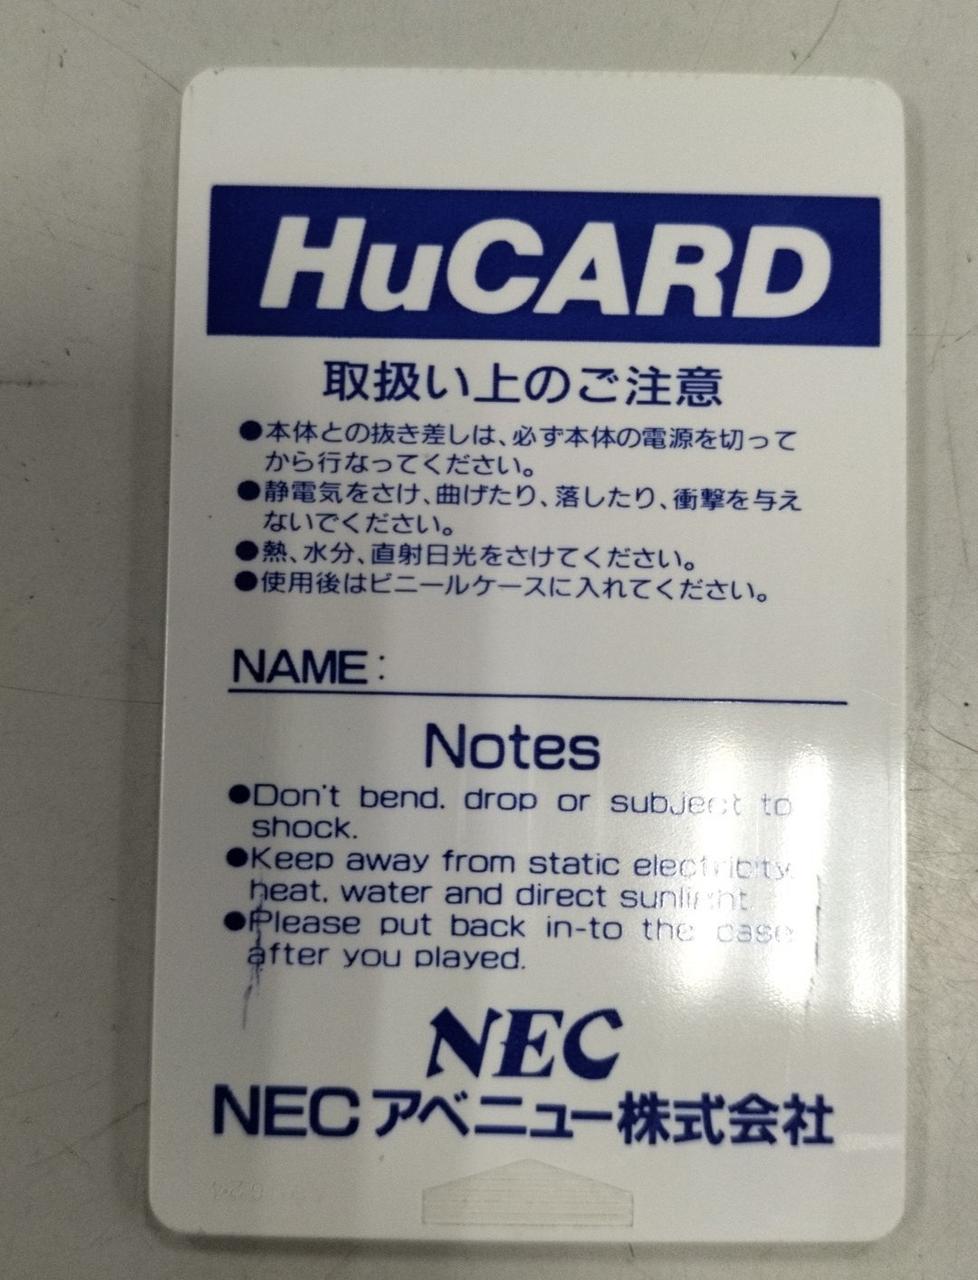 HuCARD
取扱い上のご注意
●本体との抜き差しは、必ず本体の電源を切って
から行なってください。
●静電気をさけ、曲げたり、落したり、衝撃を与え
ないでください。
●熱、水分、直射日光をさけてください。
●使用後はビニールケースに入れてください。
NAME:
Notes
●Don't bend. drop or subject to
shock.
●Keep away from static electricity.
heat. water and direct sunlight.
●Please put back in-to the case
after you played.
NEC
NECアベニュー株式会社